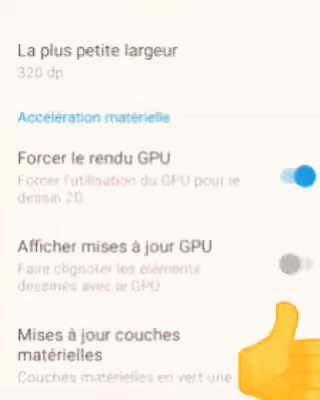 La plus petite largeur
320 dp
Accélération matérielle
Forcer le rendu GPU
Forcer l'utilisation du GPU pour le
dessin 2D
Afficher mises à jour GPU
Faire clignoter les éléments
dessinés avec le GPU
Mises à jour couches
matérielles
Couches matérielles en vert une